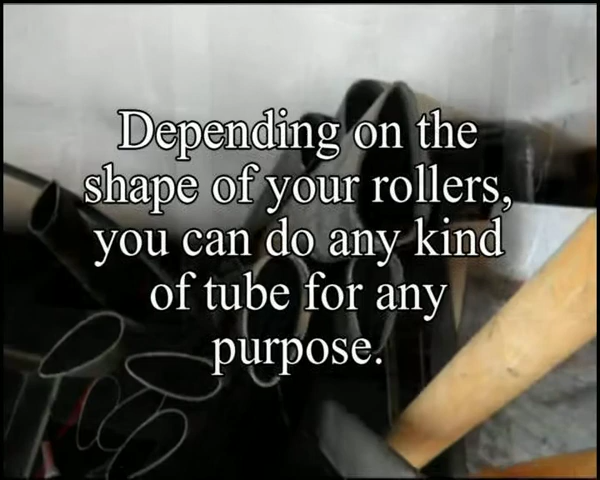 Depending on the
shape of your rollers,
you can do any kind
of tube for any
purpose.